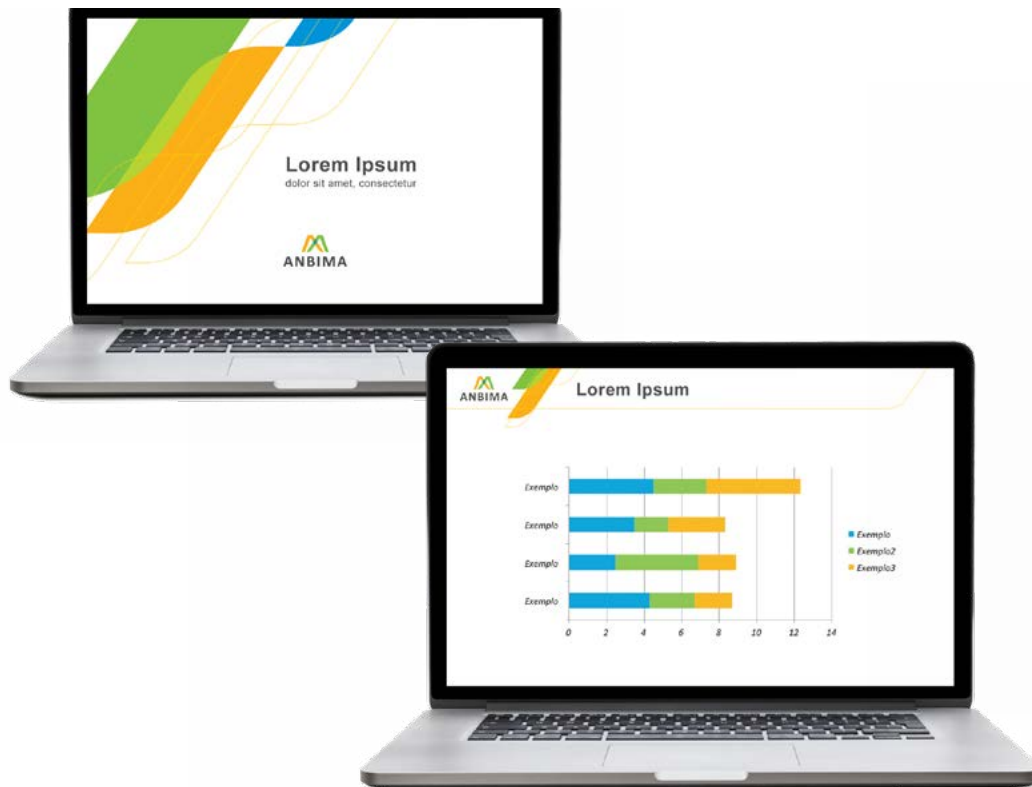 Lorem Ipsum
dolor sit amet, consectetur
ANBIMA
ANBIMA
Lorem Ipsum
Exemplo
Exemplo
Exemplo
Exemplo
0 2 4 6 8 10 12 14
Exemplo
Exemplo2
Exemplo3